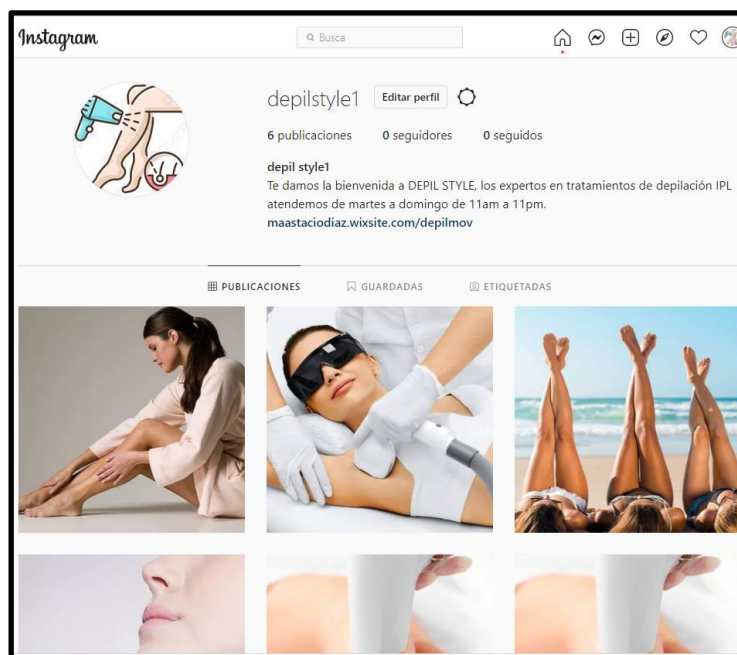 Instagram
Busca
depilstyle1 Editar perfil
6 publicaciones 0 seguidores 0 seguidos
depil style1
Te damos la bienvenida a DEPIL STYLE, los expertos en tratamientos de depilación IPL
atendemos de martes a domingo de 11am a 11pm.
maastaciodiaz.wixsite.com/depilmov
PUBLICACIONES GUARDADAS ETIQUETADAS